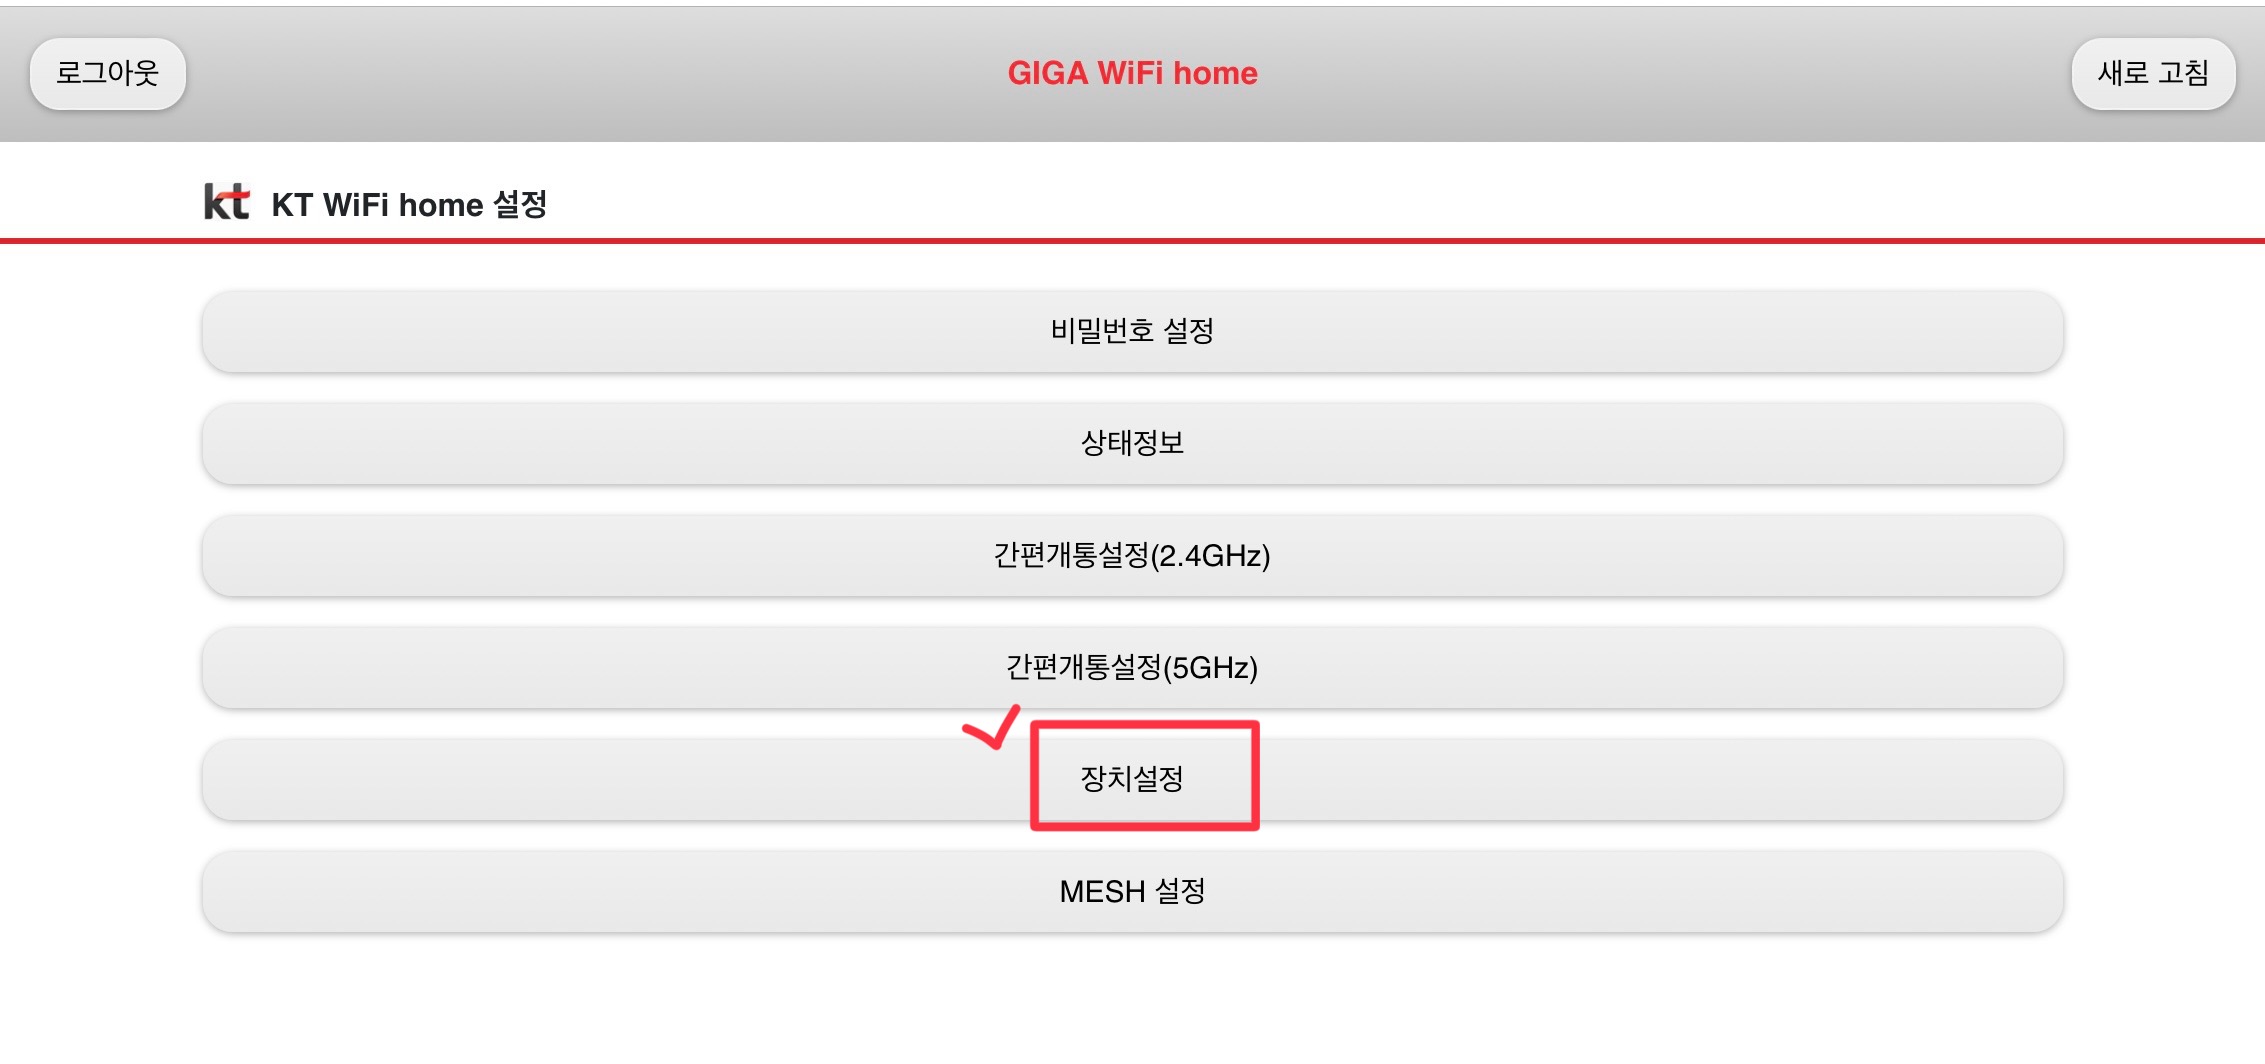 로그아웃
GIGA WiFi home
새로 고침
kt KT WiFi home 설정
비밀번호 설정
상태정보
간편개통설정(2.4GHz)
간편개통설정(5GHz)
장치설정
MESH 설정